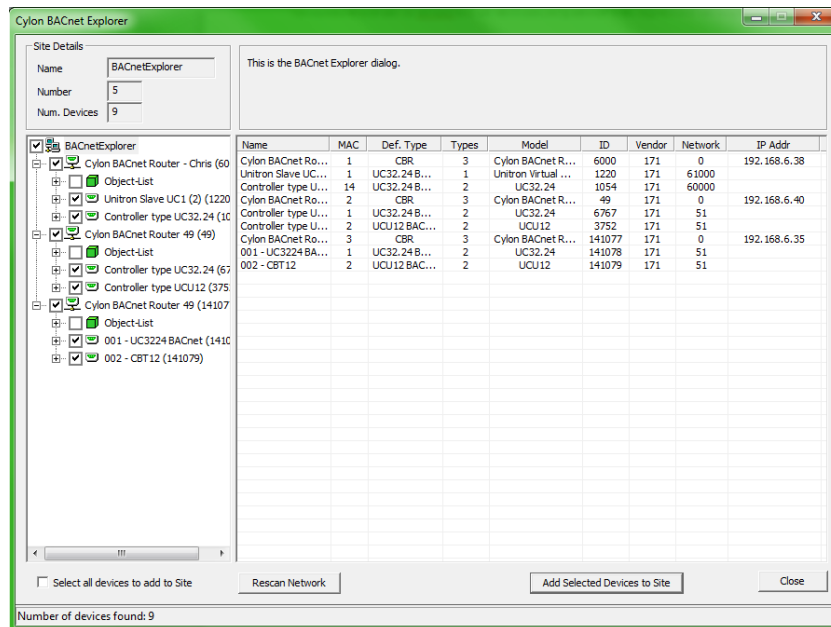 Cylon BACnet Explorer
Site Details
Name BACnetExplorer
Number 5
Num. Devices 9
This is the BACnet Explorer dialog.
BACnetExplorer
Cylon BACnet Router - Chris (60
Object-List
Unitron Slave UC1 (2) (1220
Controller type UC32.24 (10
Cylon BACnet Router 49 (49)
Object-List
Controller type UC32.24 (67
Controller type UCU12 (375
Cylon BACnet Router 49 (14107
Object-List
001 - UC3224 BACnet (1410
002 - CBT12 (141079)
Name MAC Def. Type Types Model ID Vendor Network IP Addr
Cylon BACnet Ro... 1 CBR 3 Cylon BACnet R... 6000 171 0 192.168.6.38
Unitron Slave UC... 1 UC32.24 B... 1 Unitron Virtual ... 1220 171 61000
Controller type U... 14 UC32.24 B... 2 UC32.24 1054 171 60000
Cylon BACnet Ro... 2 CBR 3 Cylon BACnet R... 49 171 0 192.168.6.40
Controller type U... 1 UC32.24 B... 2 UC32.24 6767 171 51
Controller type U... 2 UCU12 BAC... 2 UCU12 3752 171 51
Cylon BACnet Ro... 3 CBR 3 Cylon BACnet R... 141077 171 0 192.168.6.35
001 - UC3224 BA... 1 UC32.24 B... 2 UC32.24 141078 171 51
002 - CBT12 2 UCU12 BAC... 2 UCU12 141079 171 51
Select all devices to add to Site
Rescan Network
Add Selected Devices to Site
Close
Number of devices found: 9